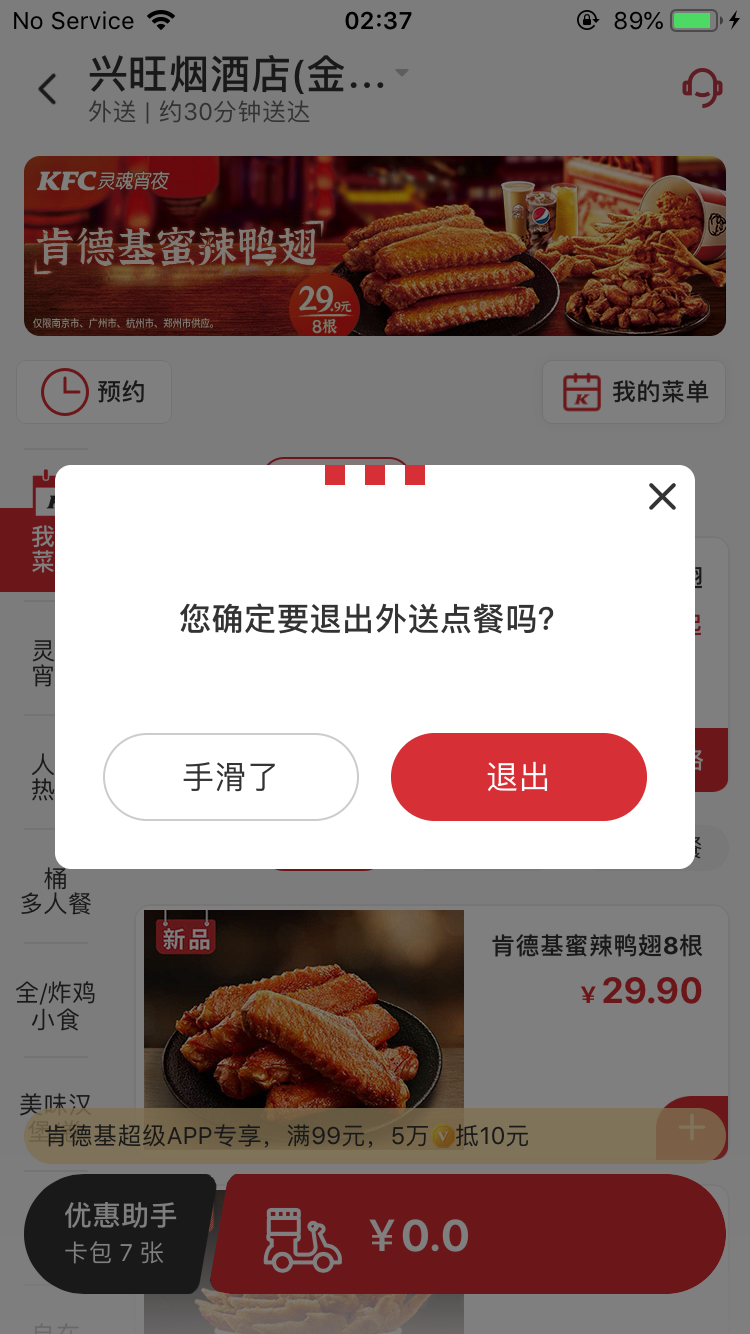 No Service 02:37 89%
兴旺烟酒店(金...
外送 | 约30分钟送达
KFC灵魂宵夜
肯德基蜜辣鸭翅
29.9元
8根
仅限南京市、广州市、杭州市、郑州市供应。
预约
我的菜单
我
菜
您确定要退出外送点餐吗?
手滑了
退出
灵
宵
人
热
桶
多人餐
新品
肯德基蜜辣鸭翅8根
¥29.90
全/炸鸡
小食
美味汉
堡
肯德基超级APP专享，满99元，5万V抵10元
优惠助手
卡包 7 张
¥0.0